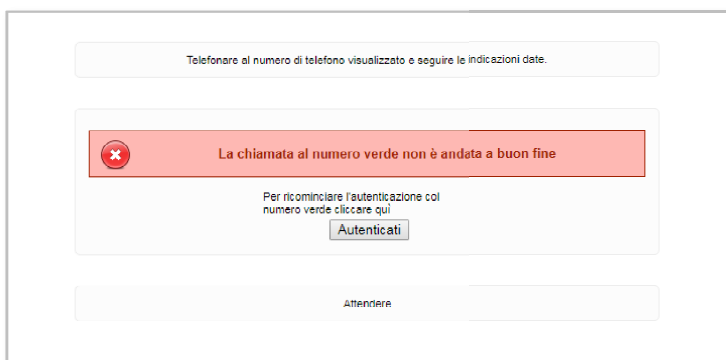 Telefonare al numero di telefono visualizzato e seguire le indicazioni date.
La chiamata al numero verde non è andata a buon fine
Per ricominciare l'autenticazione col
numero verde cliccare qui
Autenticati
Attendere